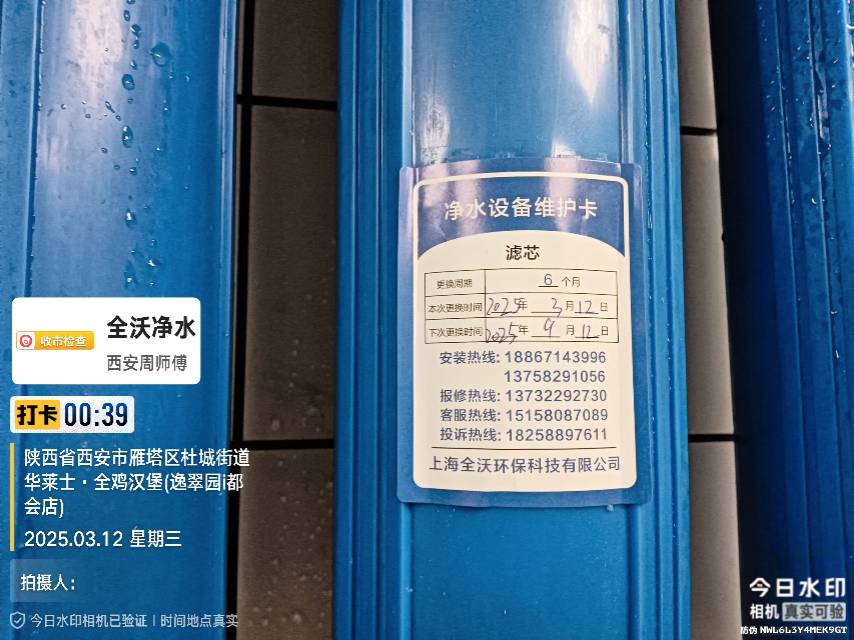 净水设备维护卡
滤芯
更换周期 6 个月
本次更换时间 2025年 3月 12日
下次更换时间 2025年 9月 12日
安装热线: 18867143996
13758291056
报修热线: 13732292730
客服热线: 15158087089
投诉热线: 18258897611
上海全沃环保科技有限公司
收市检查
全沃净水
西安周师傅
打卡 00:39
陕西省西安市雁塔区杜城街道
华莱士·全鸡汉堡(逸翠园i都
会店)
2025.03.12 星期三
拍摄人:
今日水印相机已验证 | 时间地点真实
今日水印
相机 真实可验
防伪 NWL6L3Y4MEK9GT